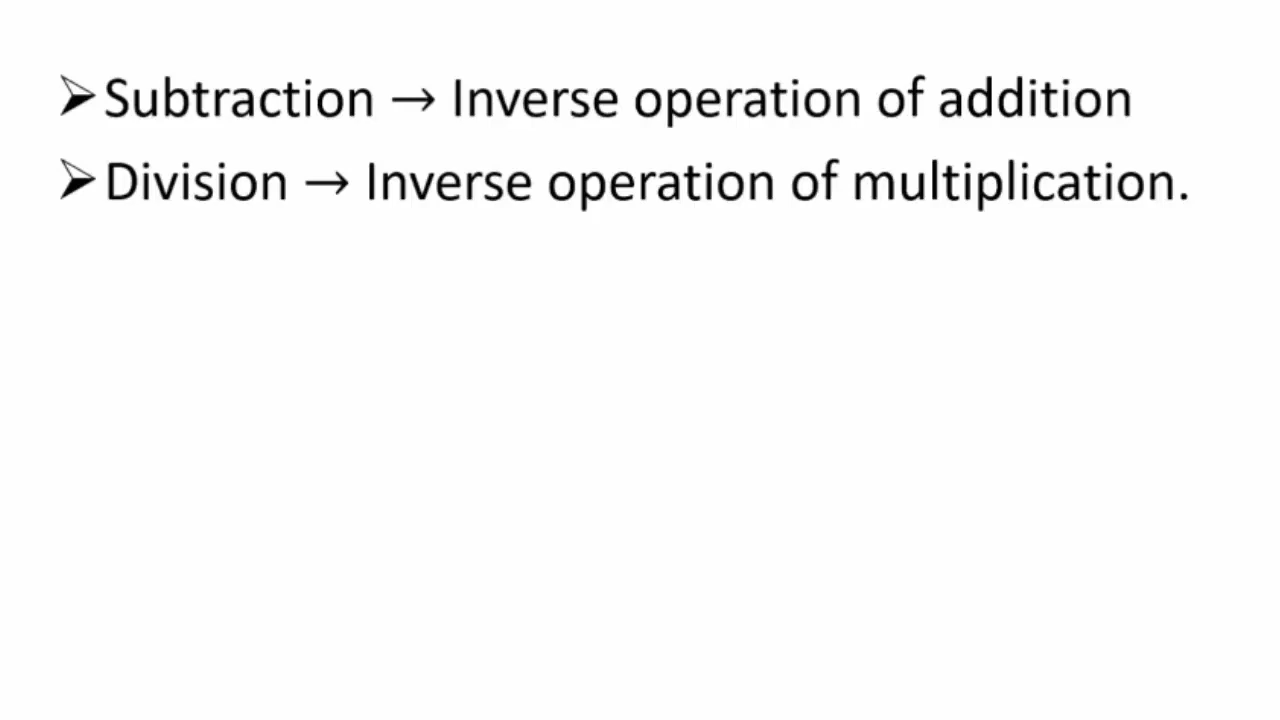 ➢Subtraction → Inverse operation of addition
➢Division → Inverse operation of multiplication.